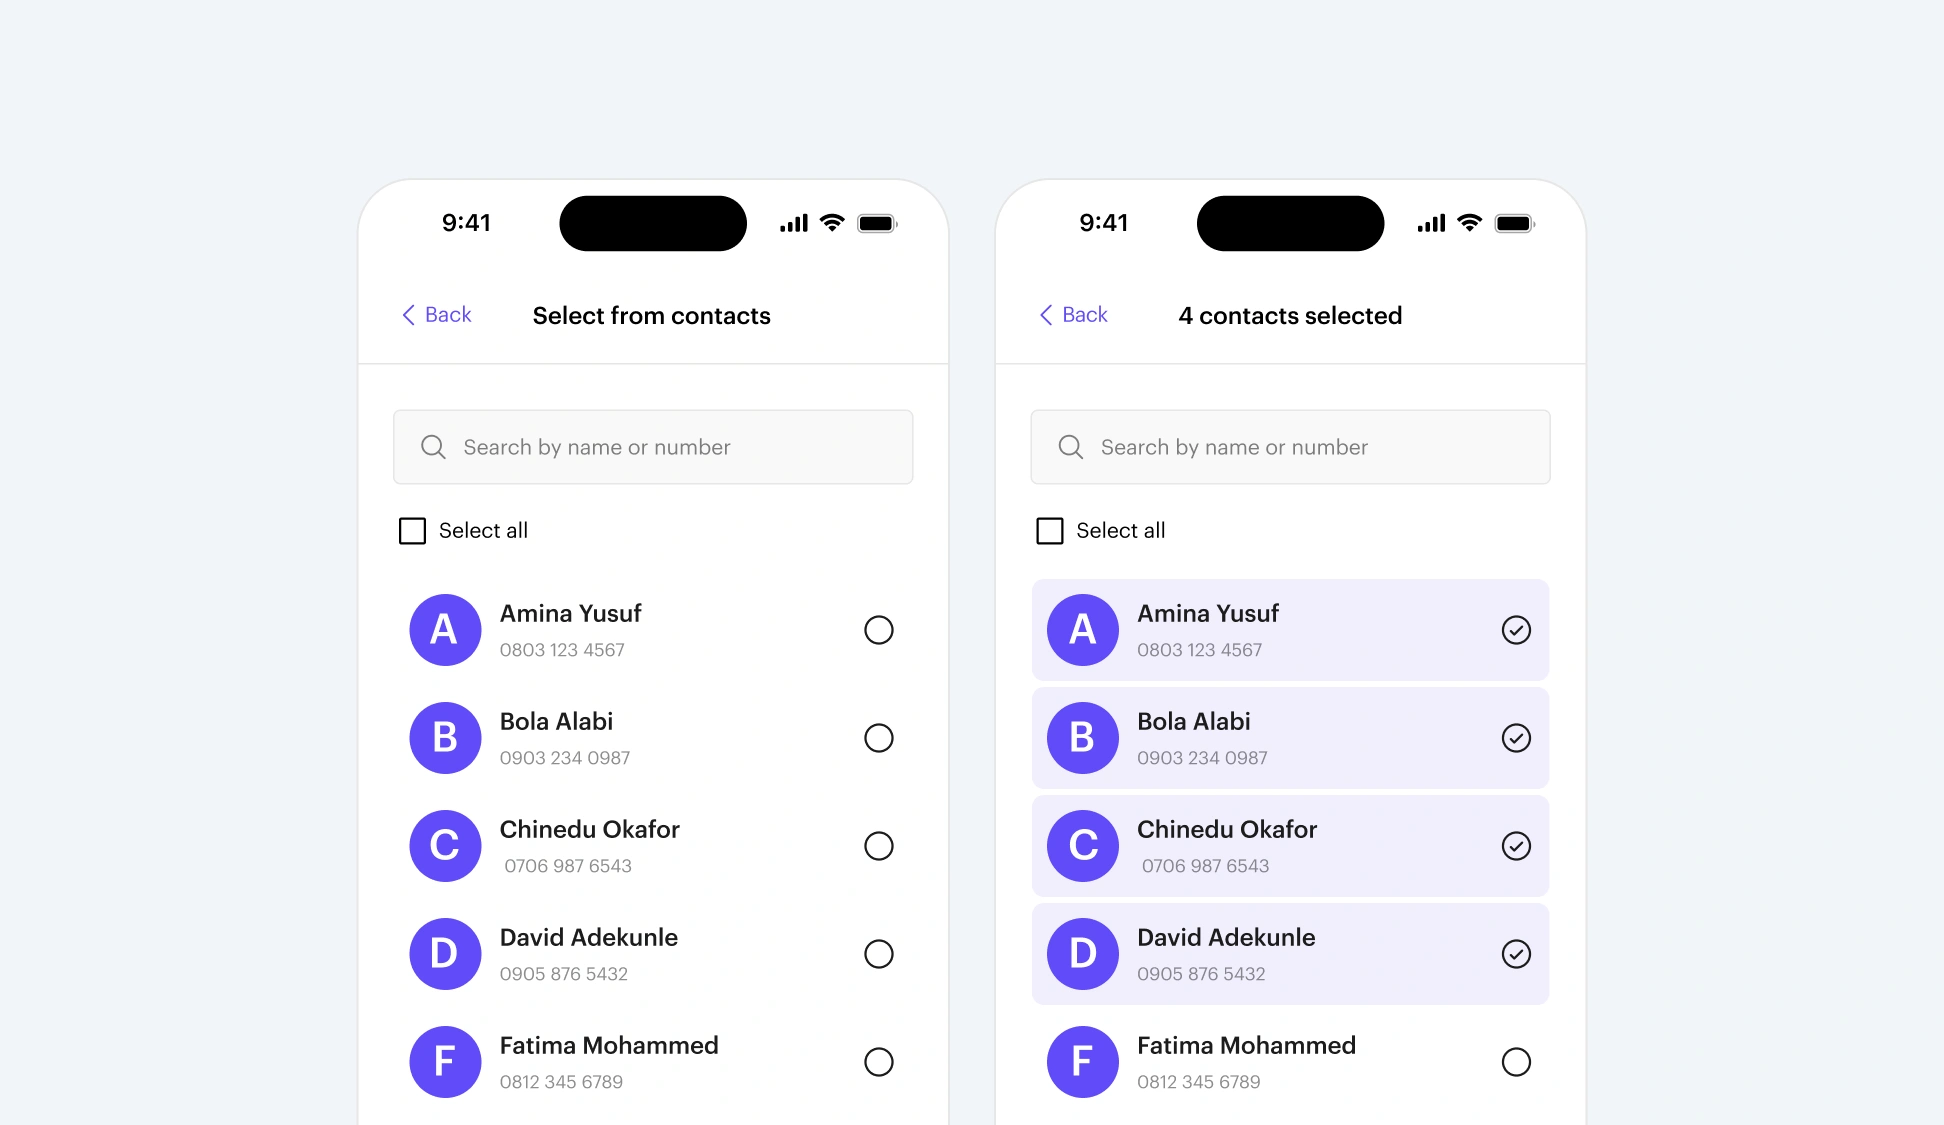 9:41
Back
Select from contacts
Search by name or number
Select all
A
Amina Yusuf
0803 123 4567
B
Bola Alabi
0903 234 0987
C
Chinedu Okafor
0706 987 6543
D
David Adekunle
0905 876 5432
F
Fatima Mohammed
0812 345 6789
9:41
Back
4 contacts selected
Search by name or number
Select all
A
Amina Yusuf
0803 123 4567
B
Bola Alabi
0903 234 0987
C
Chinedu Okafor
0706 987 6543
D
David Adekunle
0905 876 5432
F
Fatima Mohammed
0812 345 6789